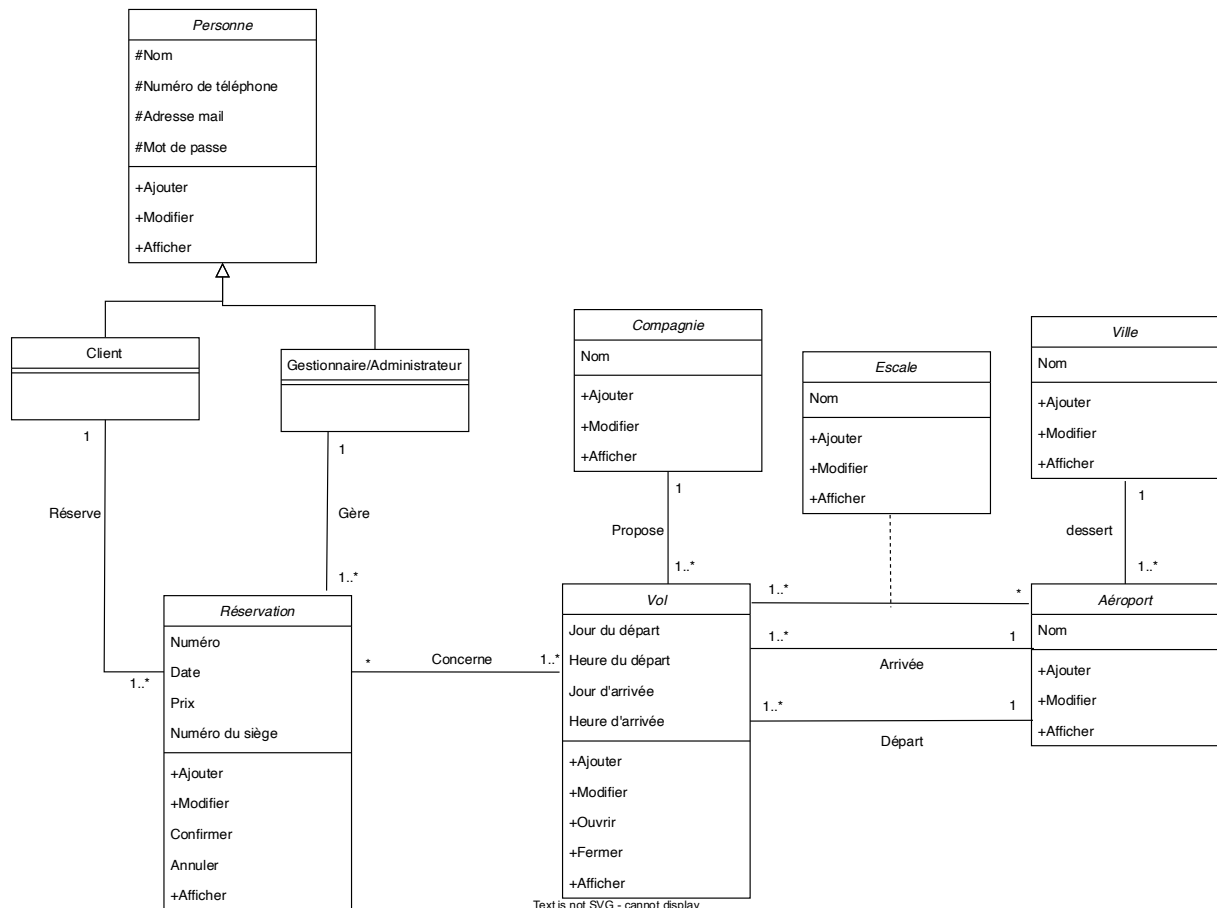 Personne
#Nom
#Numéro de téléphone
#Adresse mail
#Mot de passe
+Ajouter
+Modifier
+Afficher
Client
Gestionnaire/Administrateur
1
1
Réserve
Gère
1..*
1..*
Compagnie
Nom
+Ajouter
+Modifier
+Afficher
1
Propose
1..*
Escale
Nom
+Ajouter
+Modifier
+Afficher
Ville
Nom
+Ajouter
+Modifier
+Afficher
1
dessert
1..*
Réservation
Numéro
Date
Prix
Numéro du siège
+Ajouter
+Modifier
Confirmer
Annuler
+Afficher
*
Concerne
1..*
Vol
Jour du départ
Heure du départ
Jour d'arrivée
Heure d'arrivée
+Ajouter
+Modifier
+Ouvrir
+Fermer
+Afficher
1..*
*
1..*
1
Arrivée
1..*
1
Départ
Aéroport
Nom
+Ajouter
+Modifier
+Afficher
Text is not SVG - cannot display